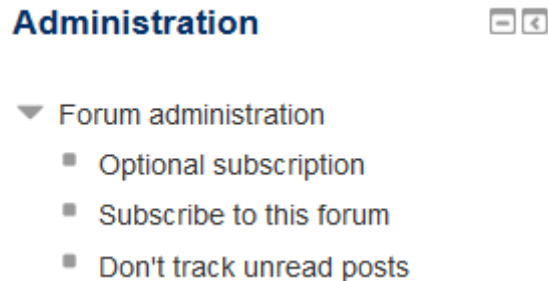 Administration
Forum administration
Optional subscription
Subscribe to this forum
Don't track unread posts